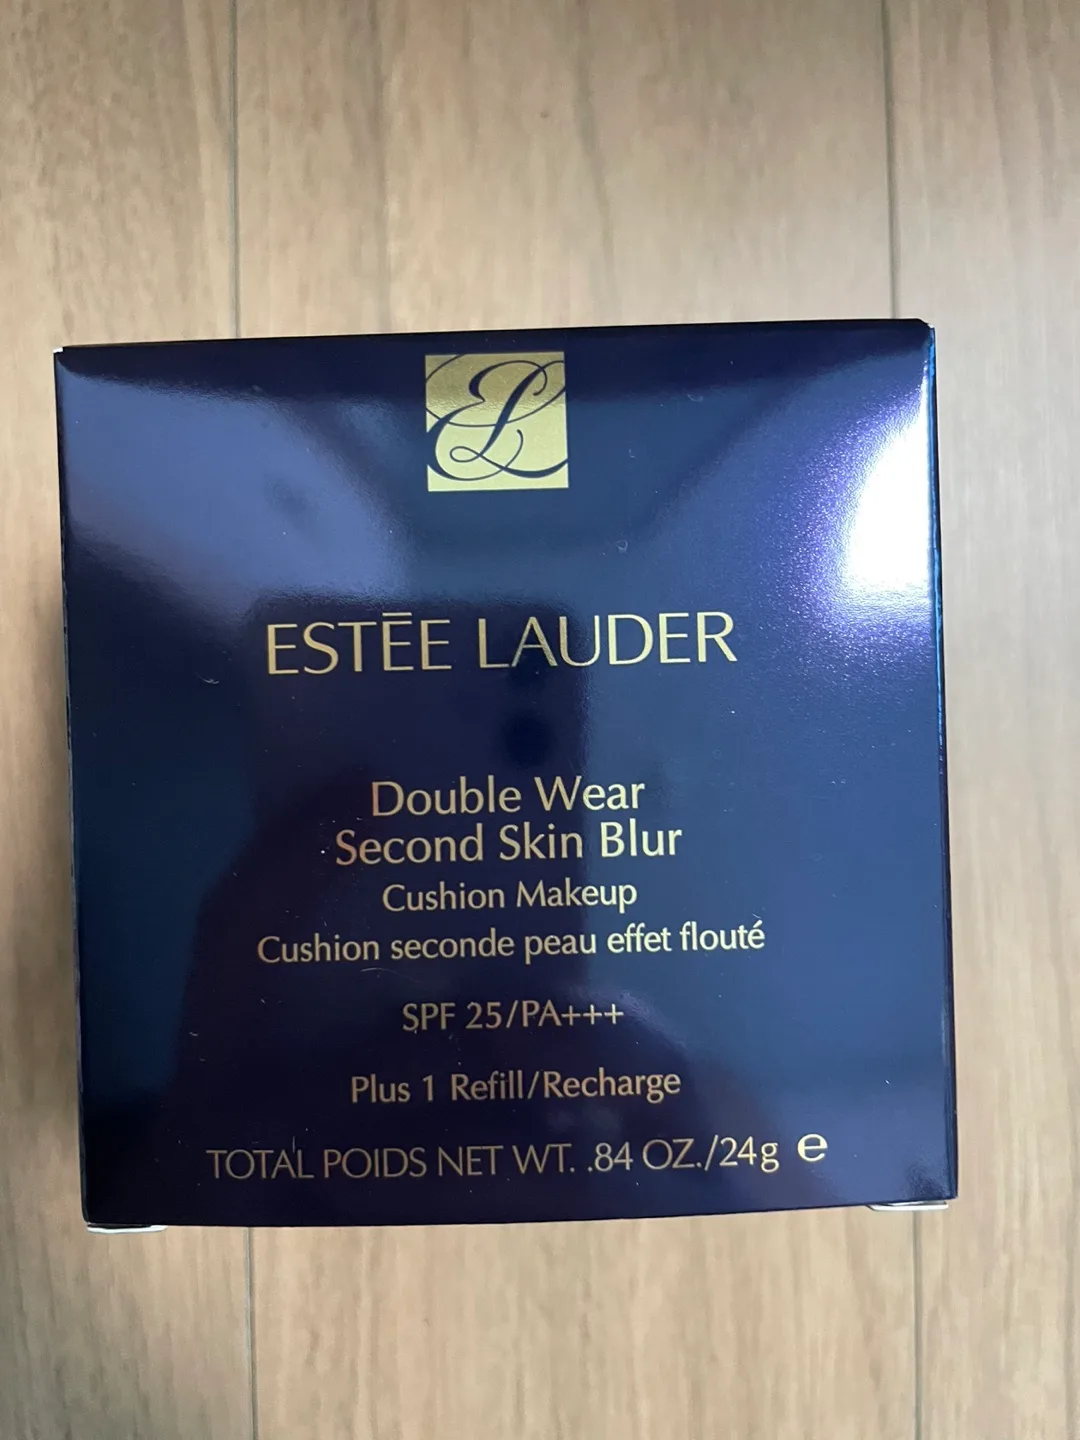 EL
ESTĒE LAUDER
Double Wear
Second Skin Blur
Cushion Makeup
Cushion seconde peau effet flouté
SPF 25/PA+++
Plus 1 Refill/Recharge
TOTAL POIDS NET WT. .84 OZ./24g ℮